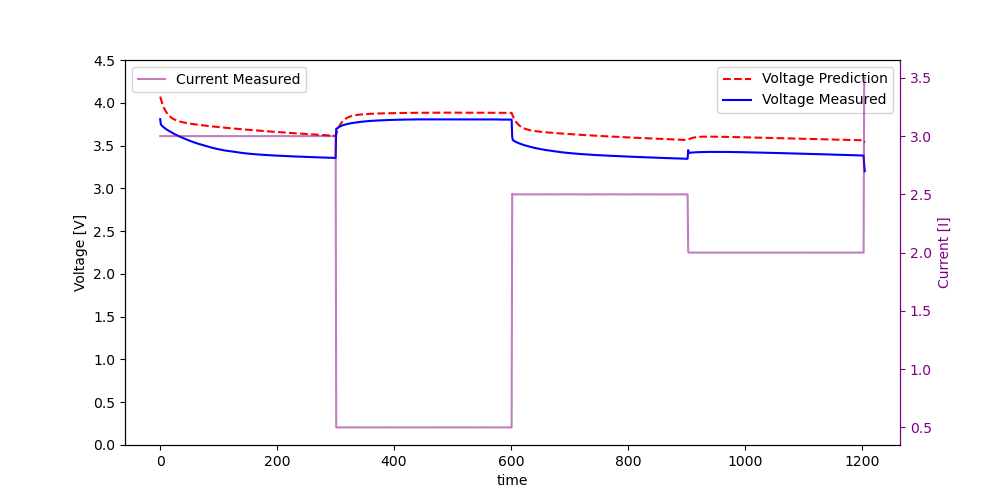 Current Measured
Voltage Prediction
Voltage Measured
4.5
4.0
3.5
3.0
2.5
2.0
1.5
1.0
0.5
0.0
Voltage [V]
3.5
3.0
2.5
2.0
1.5
1.0
0.5
Current [I]
0 200 400 600 800 1000 1200
time